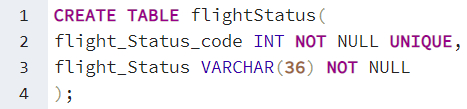 1 CREATE TABLE flightStatus(
2 flight_Status_code INT NOT NULL UNIQUE,
3 flight_Status VARCHAR(36) NOT NULL
4 );